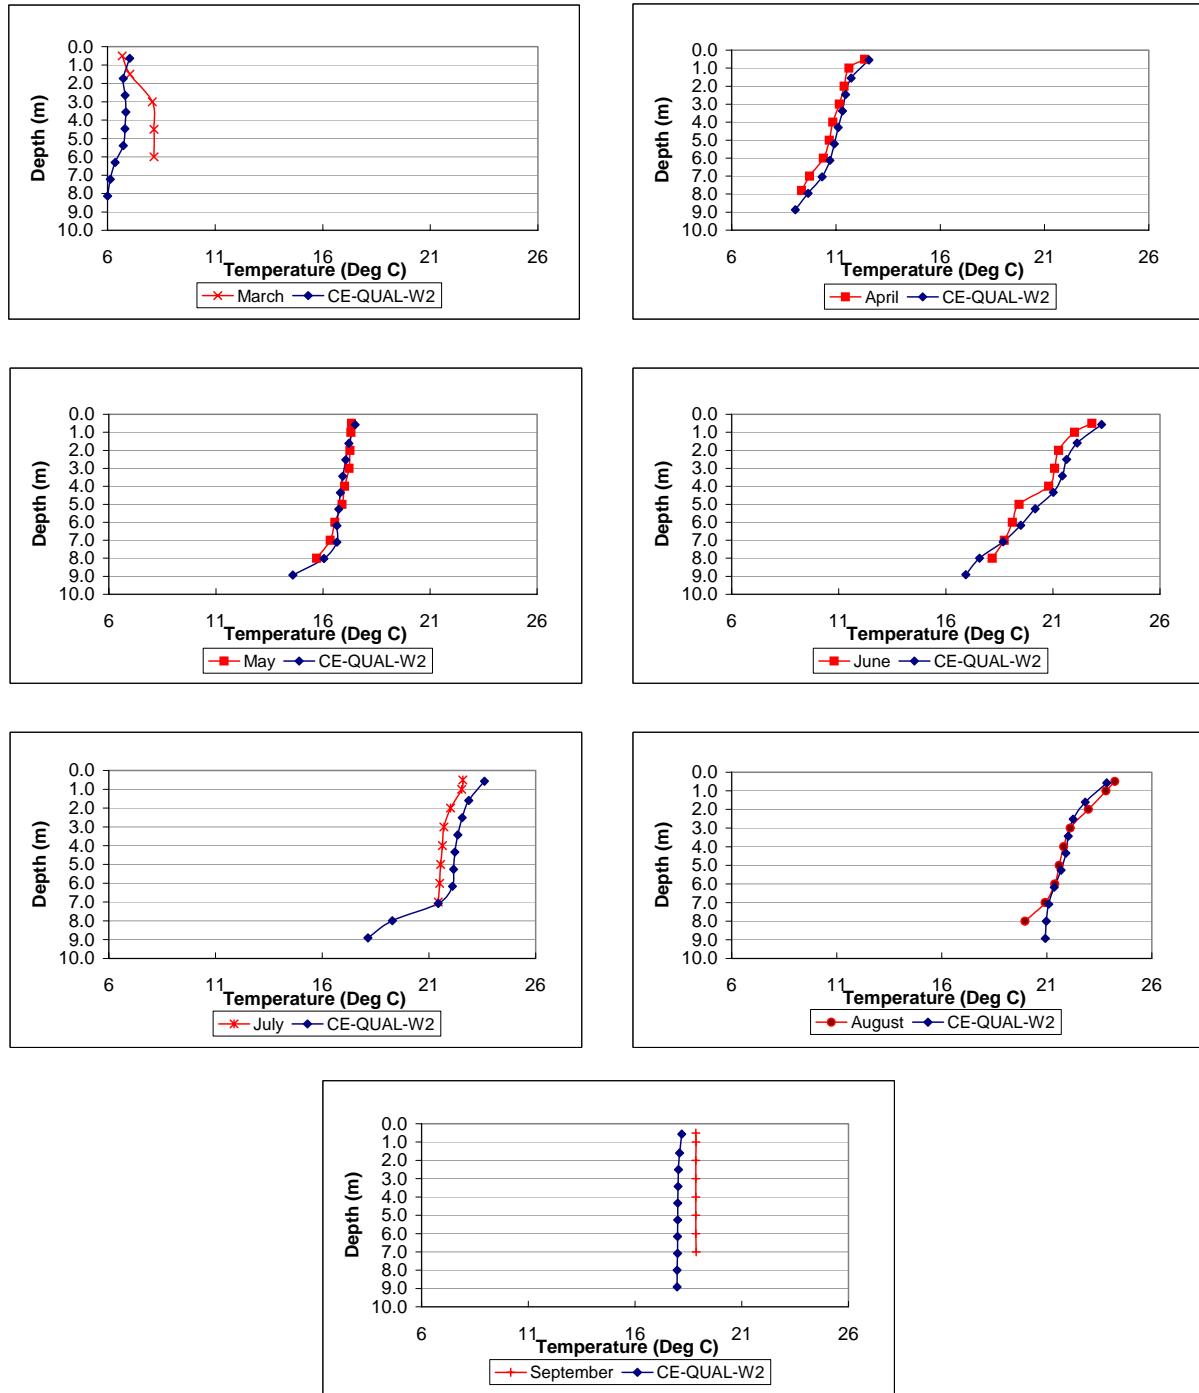 0.0
1.0
2.0
3.0
4.0
5.0
6.0
7.0
8.0
9.0
10.0
Depth (m)
6 11 16 21 26
Temperature (Deg C)
March CE-QUAL-W2
0.0
1.0
2.0
3.0
4.0
5.0
6.0
7.0
8.0
9.0
10.0
Depth (m)
6 11 16 21 26
Temperature (Deg C)
April CE-QUAL-W2
0.0
1.0
2.0
3.0
4.0
5.0
6.0
7.0
8.0
9.0
10.0
Depth (m)
6 11 16 21 26
Temperature (Deg C)
May CE-QUAL-W2
0.0
1.0
2.0
3.0
4.0
5.0
6.0
7.0
8.0
9.0
10.0
Depth (m)
6 11 16 21 26
Temperature (Deg C)
June CE-QUAL-W2
0.0
1.0
2.0
3.0
4.0
5.0
6.0
7.0
8.0
9.0
10.0
Depth (m)
6 11 16 21 26
Temperature (Deg C)
July CE-QUAL-W2
0.0
1.0
2.0
3.0
4.0
5.0
6.0
7.0
8.0
9.0
10.0
Depth (m)
6 11 16 21 26
Temperature (Deg C)
August CE-QUAL-W2
0.0
1.0
2.0
3.0
4.0
5.0
6.0
7.0
8.0
9.0
10.0
Depth (m)
6 11 16 21 26
Temperature (Deg C)
September CE-QUAL-W2